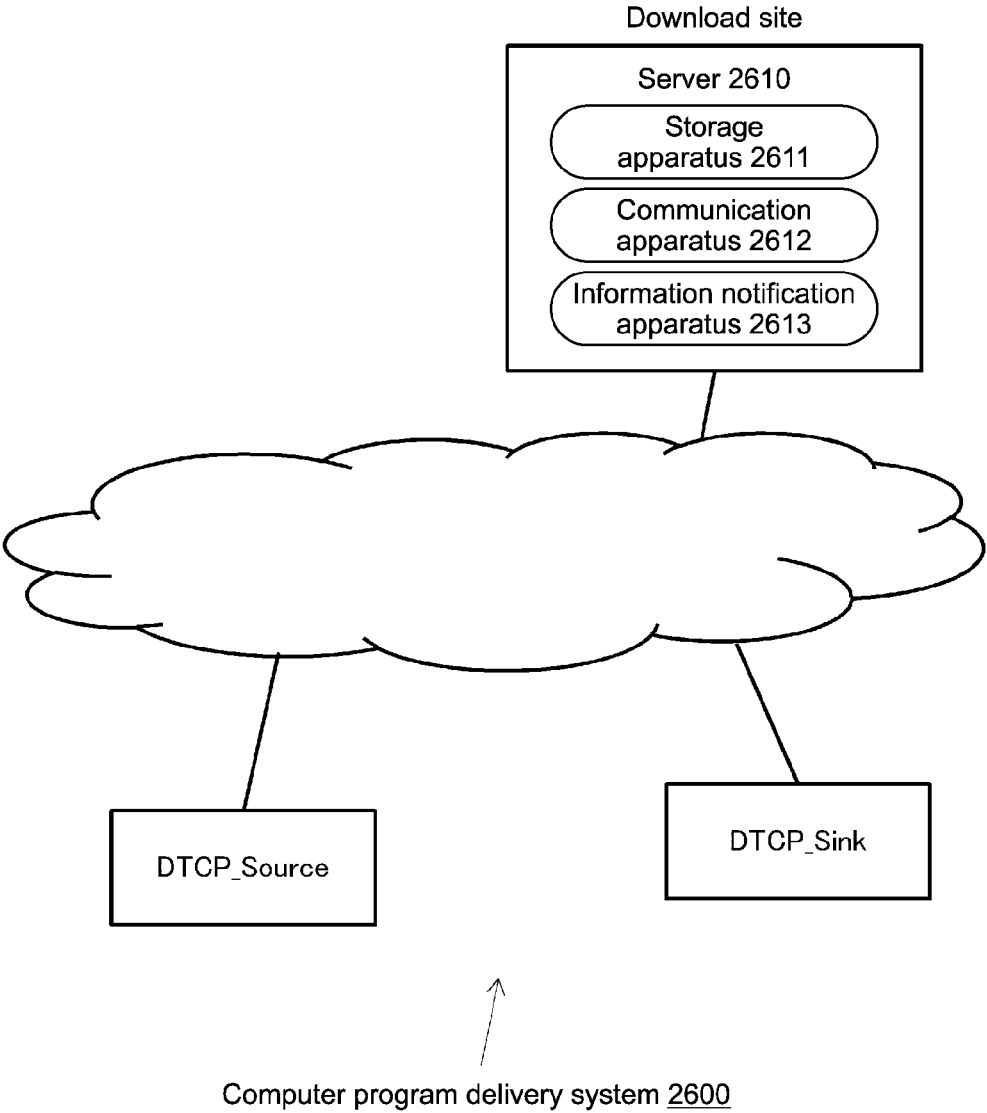 Download site
Server 2610
Storage
apparatus 2611
Communication
apparatus 2612
Information notification
apparatus 2613
DTCP_Source
DTCP_Sink
Computer program delivery system 2600